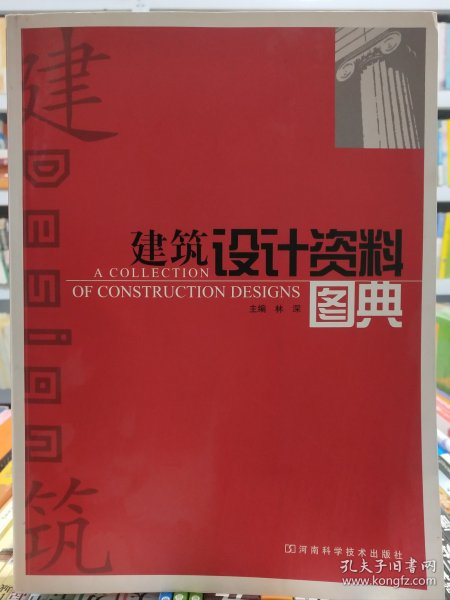 建
Design
筑
建筑设计资料
A COLLECTION
OF CONSTRUCTION DESIGNS
图典
主编 林 深
河南科学技术出版社
孔夫子旧书网
www.kongfz.com